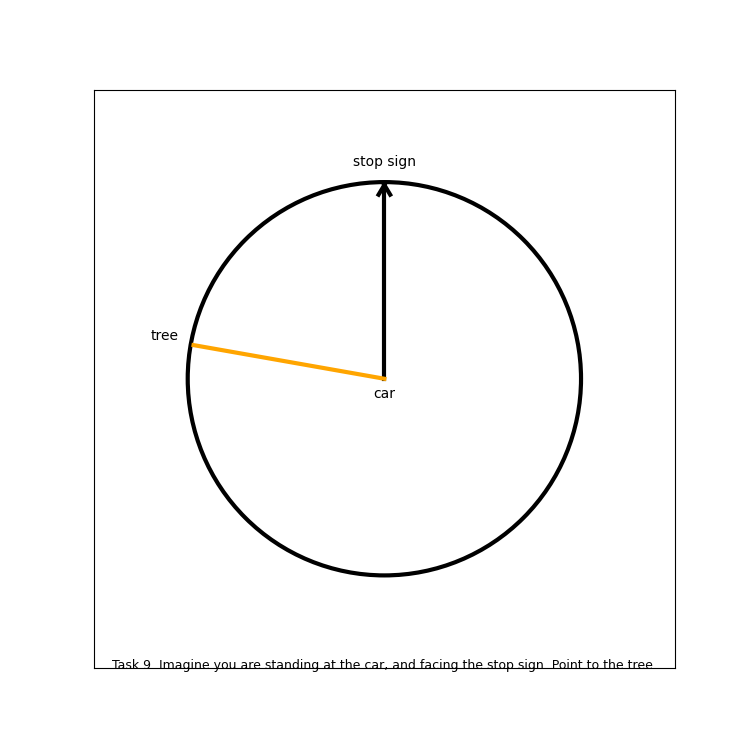 stop sign
tree
car
Task 9. Imagine you are standing at the car, and facing the stop sign. Point to the tree.